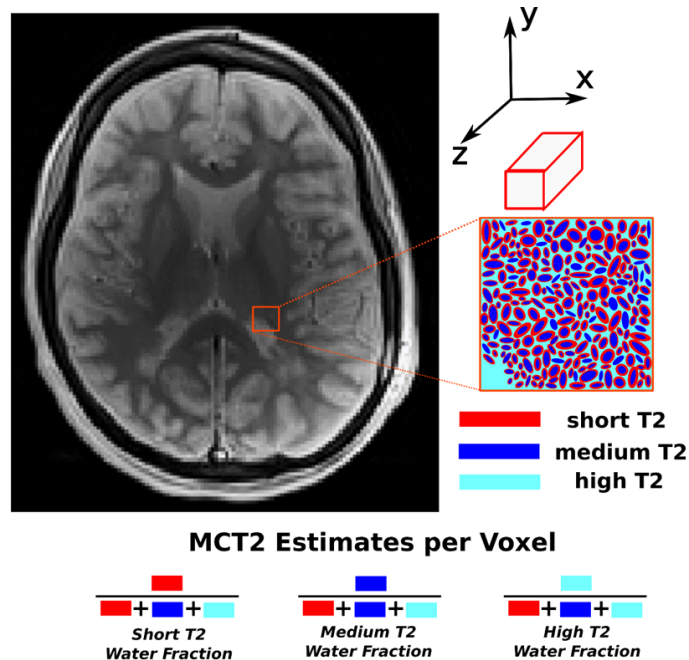 y
x
z
short T2
medium T2
high T2
MCT2 Estimates per Voxel
+ +
Short T2
Water Fraction
+ +
Medium T2
Water Fraction
+ +
High T2
Water Fraction